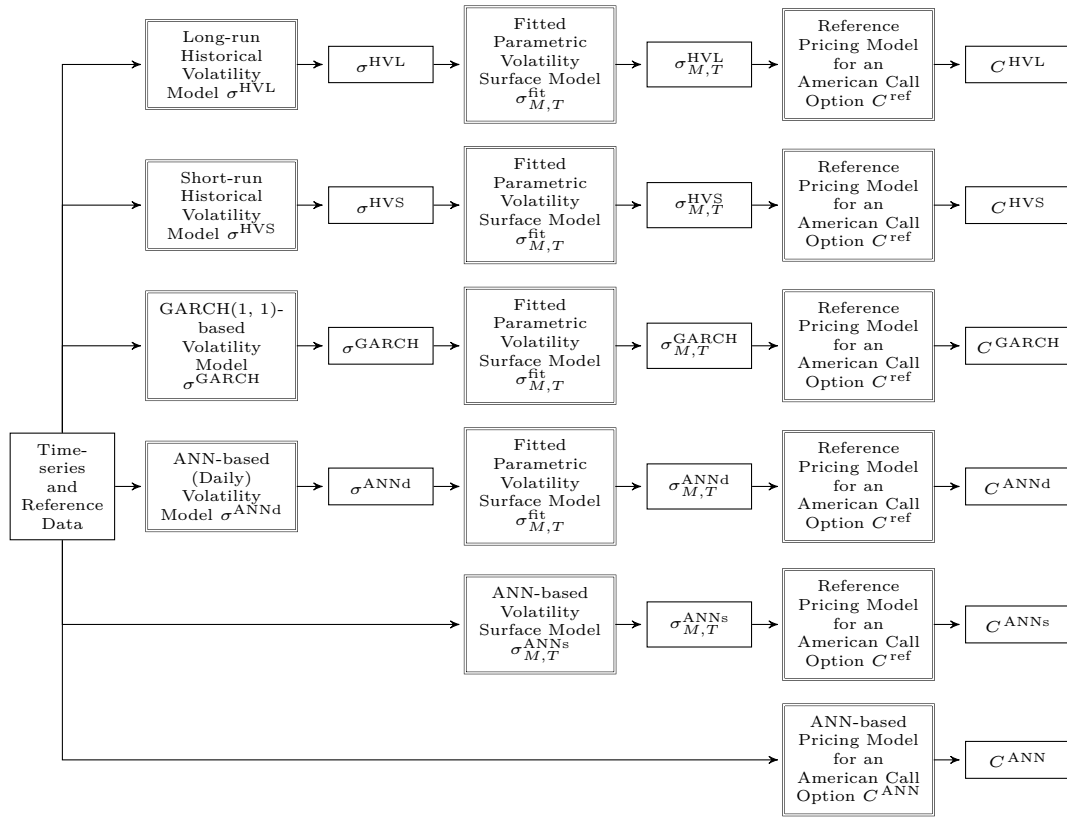 Long-run
Historical
Volatility
Model σ^HVL
σ^HVL
Fitted
Parametric
Volatility
Surface Model
σ^fit_M,T
σ^HVL_M,T
Reference
Pricing Model
for an
American Call
Option C^ref
C^HVL
Short-run
Historical
Volatility
Model σ^HVS
σ^HVS
Fitted
Parametric
Volatility
Surface Model
σ^fit_M,T
σ^HVS_M,T
Reference
Pricing Model
for an
American Call
Option C^ref
C^HVS
GARCH(1, 1)-
based
Volatility
Model
σ^GARCH
σ^GARCH
Fitted
Parametric
Volatility
Surface Model
σ^fit_M,T
σ^GARCH_M,T
Reference
Pricing Model
for an
American Call
Option C^ref
C^GARCH
Time-
series
and
Reference
Data
ANN-based
(Daily)
Volatility
Model σ^ANNd
σ^ANNd
Fitted
Parametric
Volatility
Surface Model
σ^fit_M,T
σ^ANNd_M,T
Reference
Pricing Model
for an
American Call
Option C^ref
C^ANNd
ANN-based
Volatility
Surface Model
σ^ANNs_M,T
σ^ANNs_M,T
Reference
Pricing Model
for an
American Call
Option C^ref
C^ANNs
ANN-based
Pricing Model
for an
American Call
Option C^ANN
C^ANN